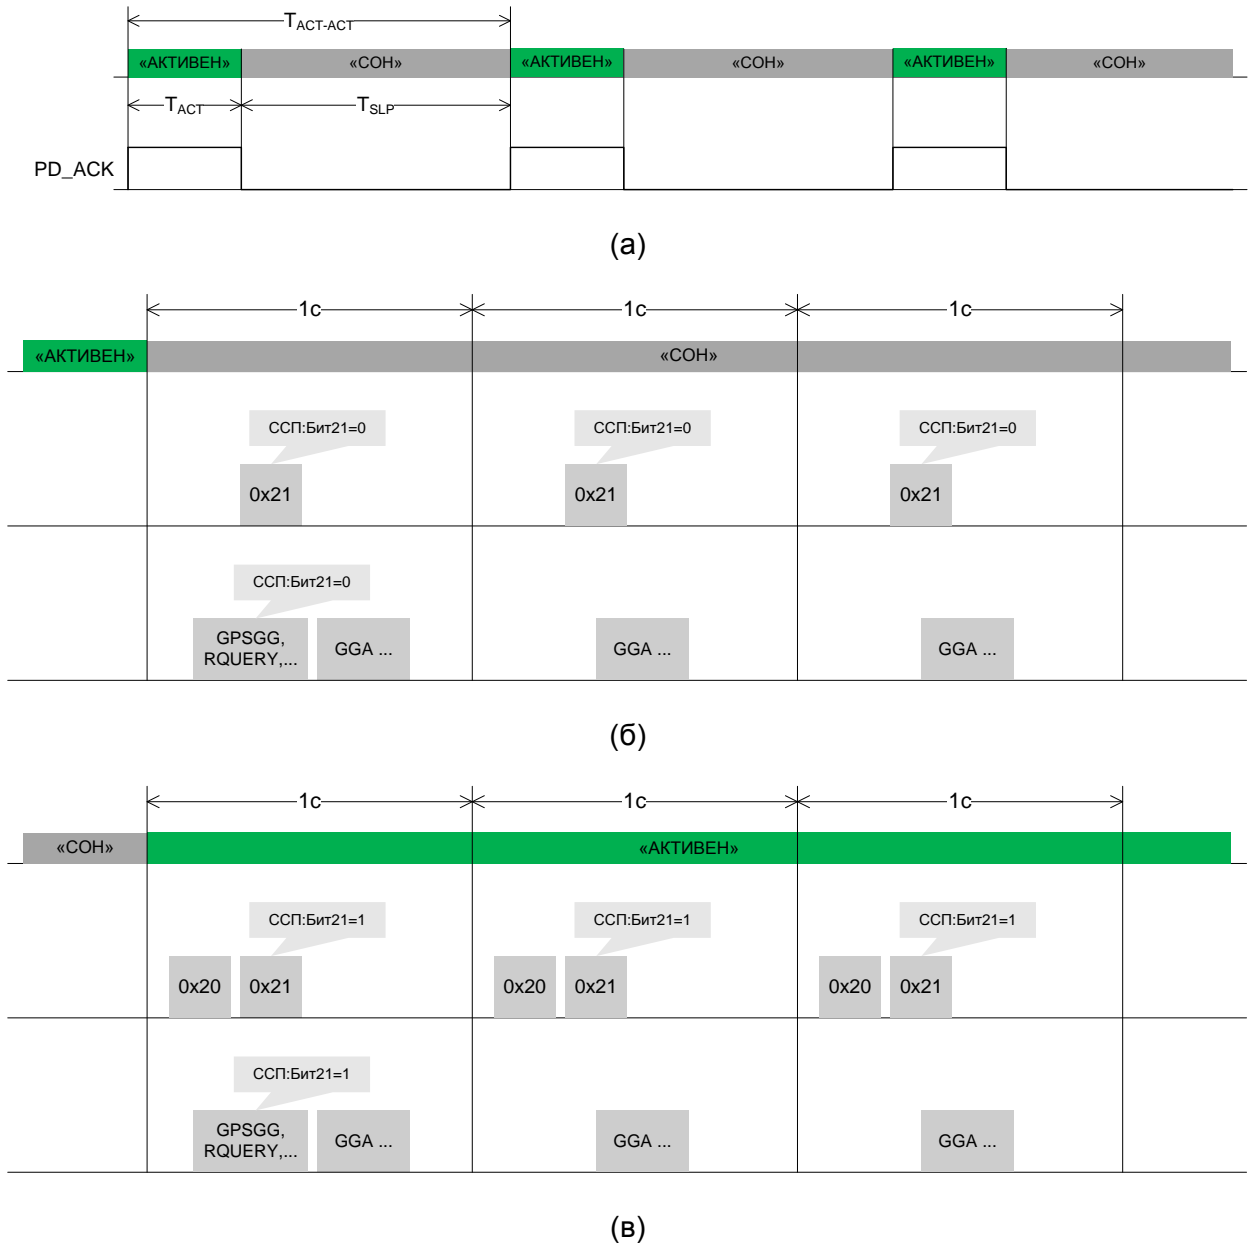 TACT-ACT
«АКТИВЕН» «СОН» «АКТИВЕН» «СОН» «АКТИВЕН» «СОН»
TACT TSLP
PD_ACK
(а)
1с 1с 1с
«АКТИВЕН» «СОН»
ССП:Бит21=0 ССП:Бит21=0 ССП:Бит21=0
0x21 0x21 0x21
ССП:Бит21=0
GPSGG,
RQUERY,... GGA ... GGA ... GGA ...
(б)
1с 1с 1с
«СОН» «АКТИВЕН»
ССП:Бит21=1 ССП:Бит21=1 ССП:Бит21=1
0x20 0x21 0x20 0x21 0x20 0x21
ССП:Бит21=1
GPSGG,
RQUERY,... GGA ... GGA ... GGA ...
(в)